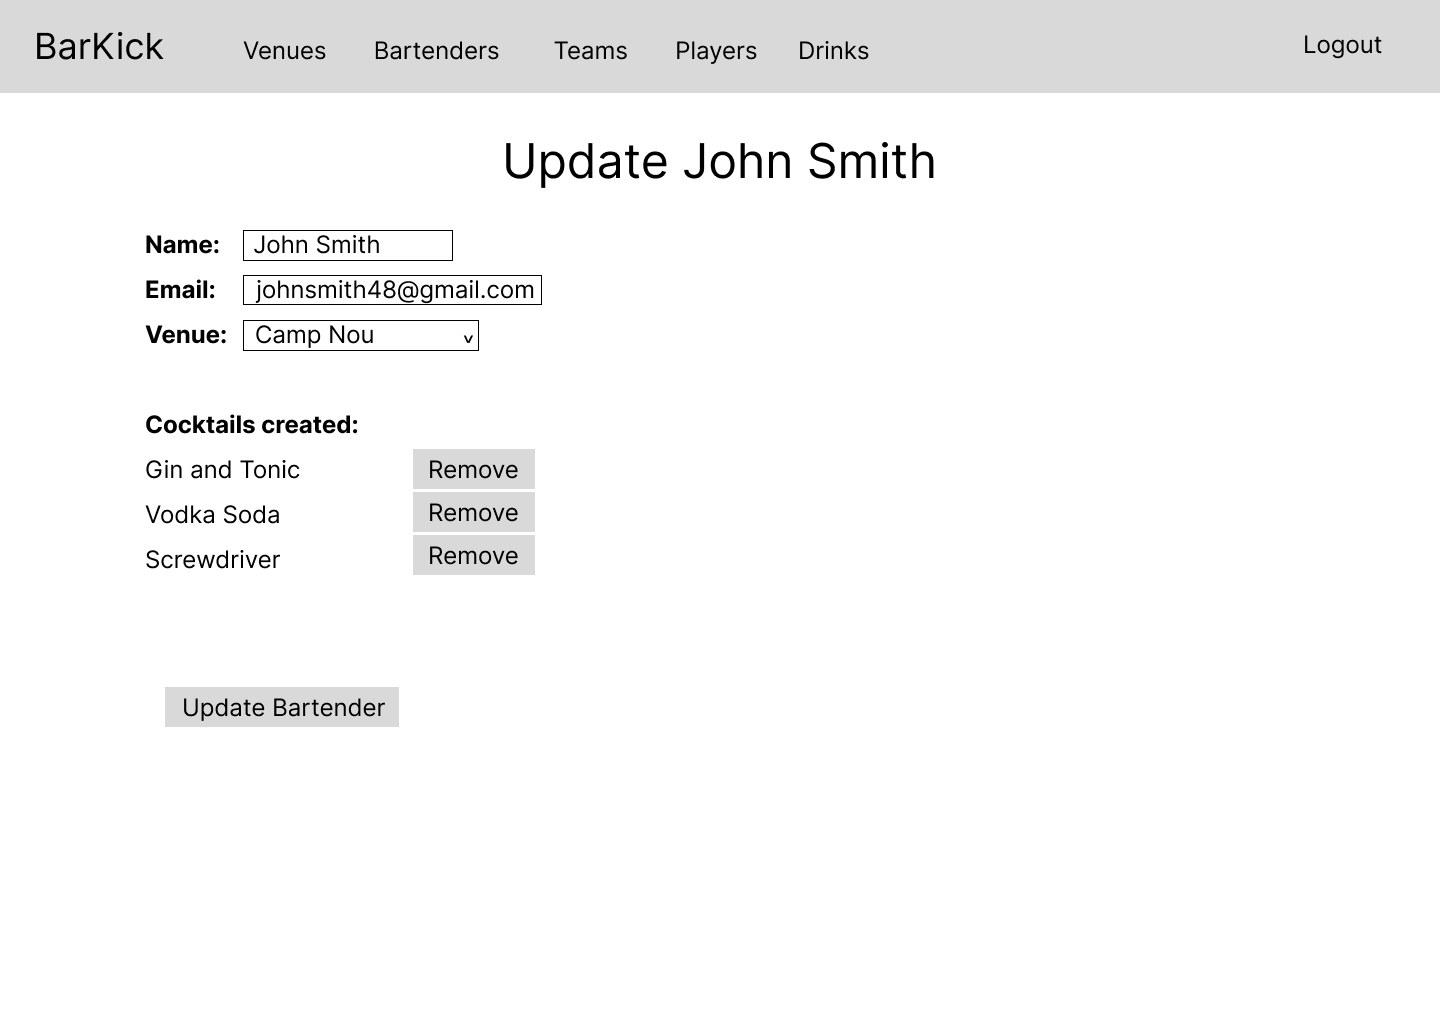 BarKick Venues Bartenders Teams Players Drinks Logout
Update John Smith
Name: John Smith
Email: johnsmith48@gmail.com
Venue: Camp Nou v
Cocktails created:
Gin and Tonic Remove
Vodka Soda Remove
Screwdriver Remove
Update Bartender